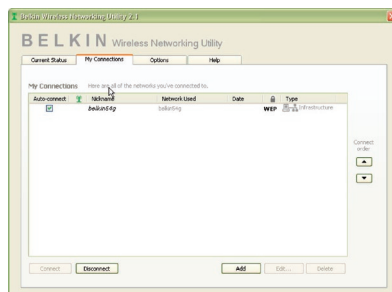 Belkin Wireless Networking Utility 2.1
BELKIN Wireless Networking Utility
Current Status My Connections Options Help
My Connections Here are all of the networks you've connected to.
Auto-connect Nickname Network Used Date Type
belkin54g belkin54g WEP Infrastructure
Connect order
Connect Disconnect Add Edit... Delete